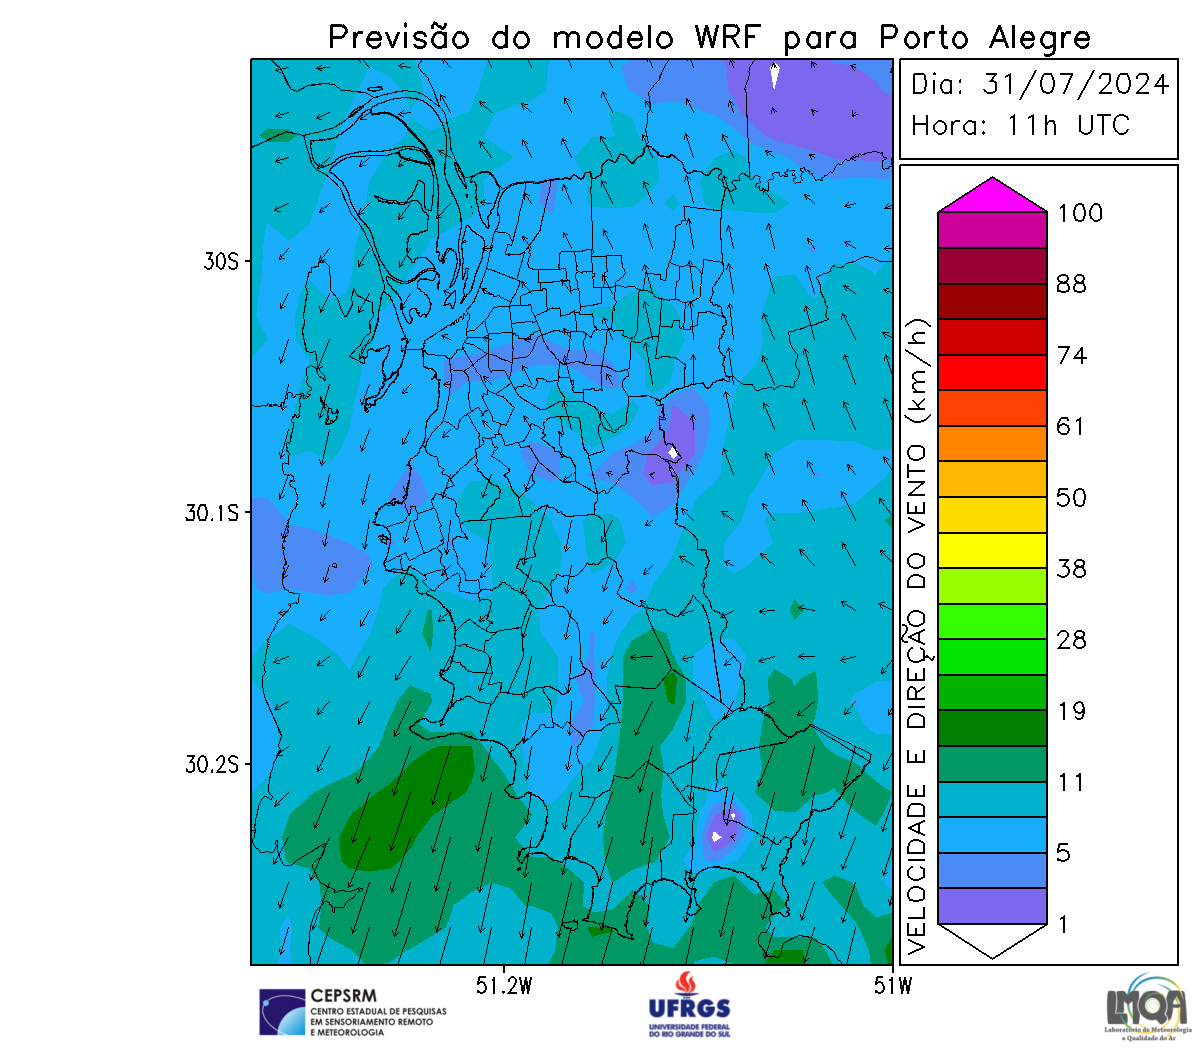 Previsão do modelo WRF para Porto Alegre
Dia: 31/07/2024
Hora: 11h UTC
30S
30.1S
30.2S
51.2W
51W
VELOCIDADE E DIREÇÃO DO VENTO (km/h)
100
88
74
61
50
38
28
19
11
5
1
CEPSRM
CENTRO ESTADUAL DE PESQUISAS
EM SENSORIAMENTO REMOTO
E METEOROLOGIA
UFRGS
UNIVERSIDADE FEDERAL
DO RIO GRANDE DO SUL
LMQA
Laboratório de Meteorologia
e Qualidade do Ar